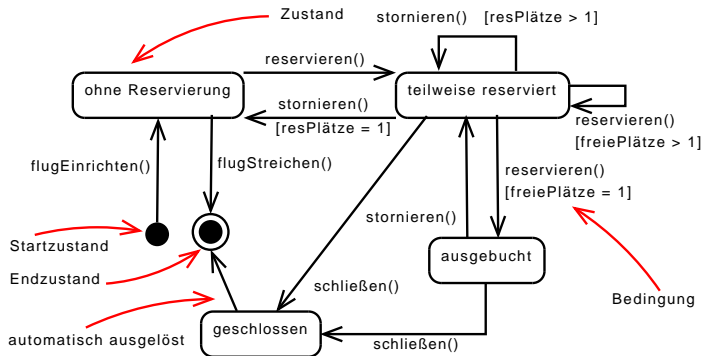 Zustand
stornieren() [resPlätze > 1]
reservieren()
ohne Reservierung
teilweise reserviert
stornieren()
[resPlätze = 1]
reservieren()
[freiePlätze > 1]
flugEinrichten()
flugStreichen()
reservieren()
[freiePlätze = 1]
stornieren()
Startzustand
ausgebucht
Endzustand
schließen()
Bedingung
geschlossen
automatisch ausgelöst
schließen()